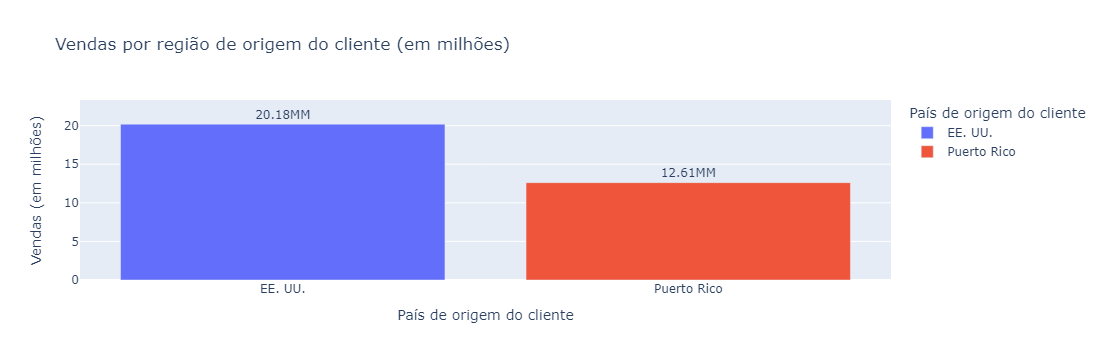 Vendas por região de origem do cliente (em milhões)
20.18MM
12.61MM
Vendas (em milhões)
20
15
10
5
0
EE. UU.
Puerto Rico
País de origem do cliente
País de origem do cliente
EE. UU.
Puerto Rico